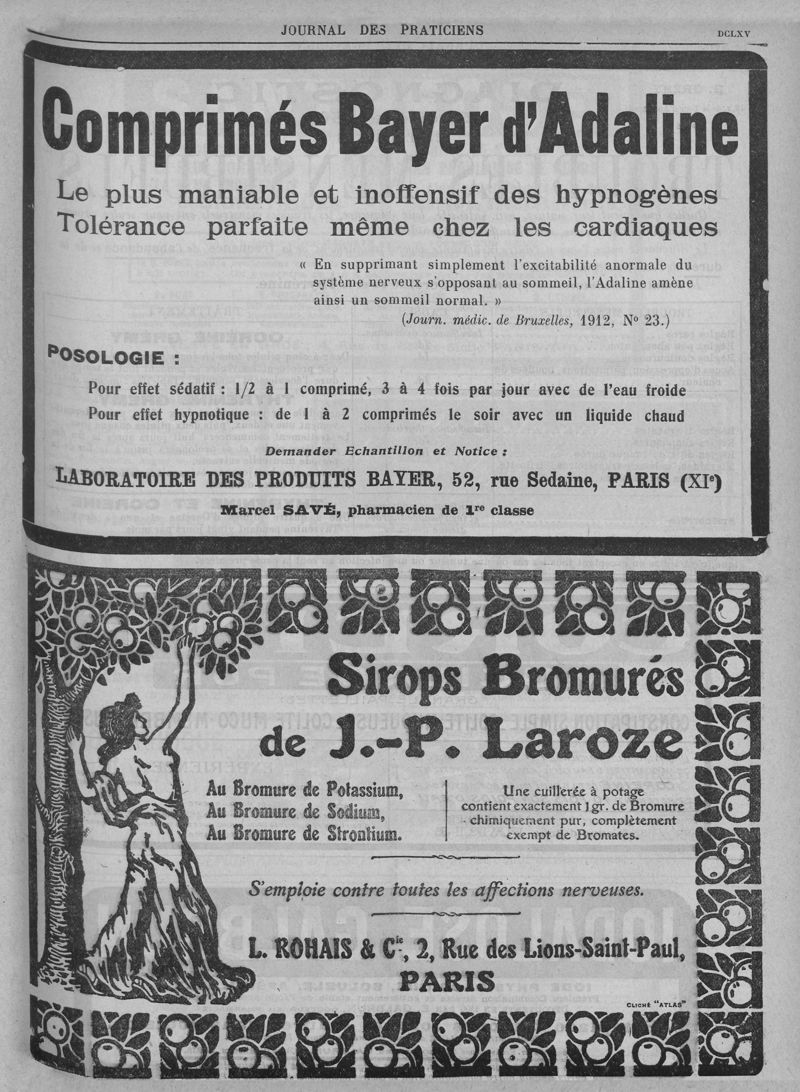 JOURNAL DES PRATICIENS
DCLXV
Comprimés Bayer d'Adaline
Le plus maniable et inoffensif des hypnogènes
Tolérance parfaite même chez les cardiaques
« En supprimant simplement l'excitabilité anormale du
système nerveux s'opposant au sommeil, l'Adaline amène
ainsi un sommeil normal. »
(Journ. médic. de Bruxelles, 1912, Nº 23.)
POSOLOGIE :
Pour effet sédatif : 1/2 à 1 comprimé, 3 à 4 fois par jour avec de l'eau froide
Pour effet hypnotique : de 1 à 2 comprimés le soir avec un liquide chaud
Demander Echantillon et Notice :
LABORATOIRE DES PRODUITS BAYER, 52, rue Sedaine, PARIS (XIe)
Marcel SAVÉ, pharmacien de 1re classe
Sirops Bromurés
de J.-P. Laroze
Au Bromure de Potassium,
Au Bromure de Sodium,
Au Bromure de Strontium.
Une cuillerée à potage
contient exactement 1 gr. de Bromure
chimiquement pur, complètement
exempt de Bromates.
S'emploie contre toutes les affections nerveuses.
L. ROHAIS & Cie, 2, Rue des Lions-Saint-Paul,
PARIS
CLICHÉ "ATLAS"